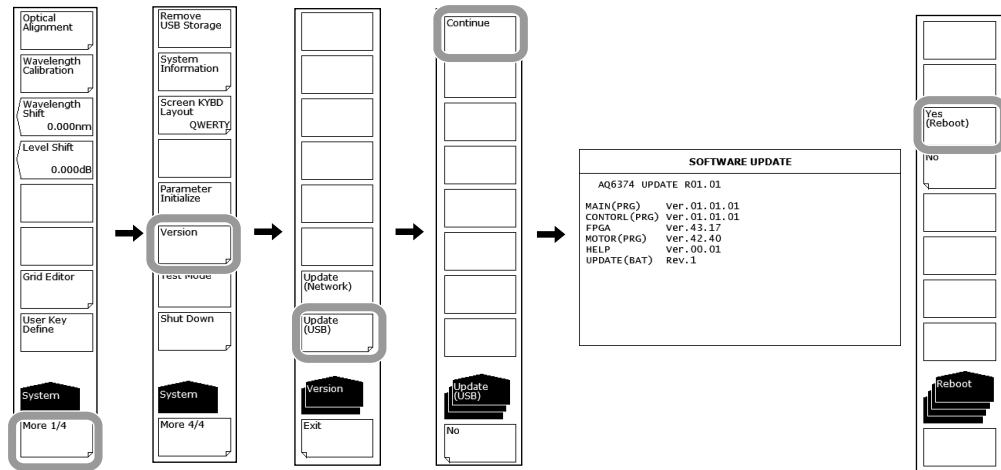 Optical
Alignment
Wavelength
Calibration
Wavelength
Shift
0.000nm
Level Shift
0.000dB
Grid Editor
User Key
Define
System
More 1/4
Remove
USB Storage
System
Information
Screen KYBD
Layout
QWERTY
Parameter
Initialize
Version
Test Mode
Shut Down
System
More 4/4
Update
(Network)
Update
(USB)
Version
Exit
Continue
Update
(USB)
No
SOFTWARE UPDATE
AQ6374 UPDATE R01.01
MAIN(PRG) Ver.01.01.01
CONTORL(PRG) Ver.01.01.01
FPGA Ver.43.17
MOTOR(PRG) Ver.42.40
HELP Ver.00.01
UPDATE(BAT) Rev.1
Yes
(Reboot)
No
Reboot